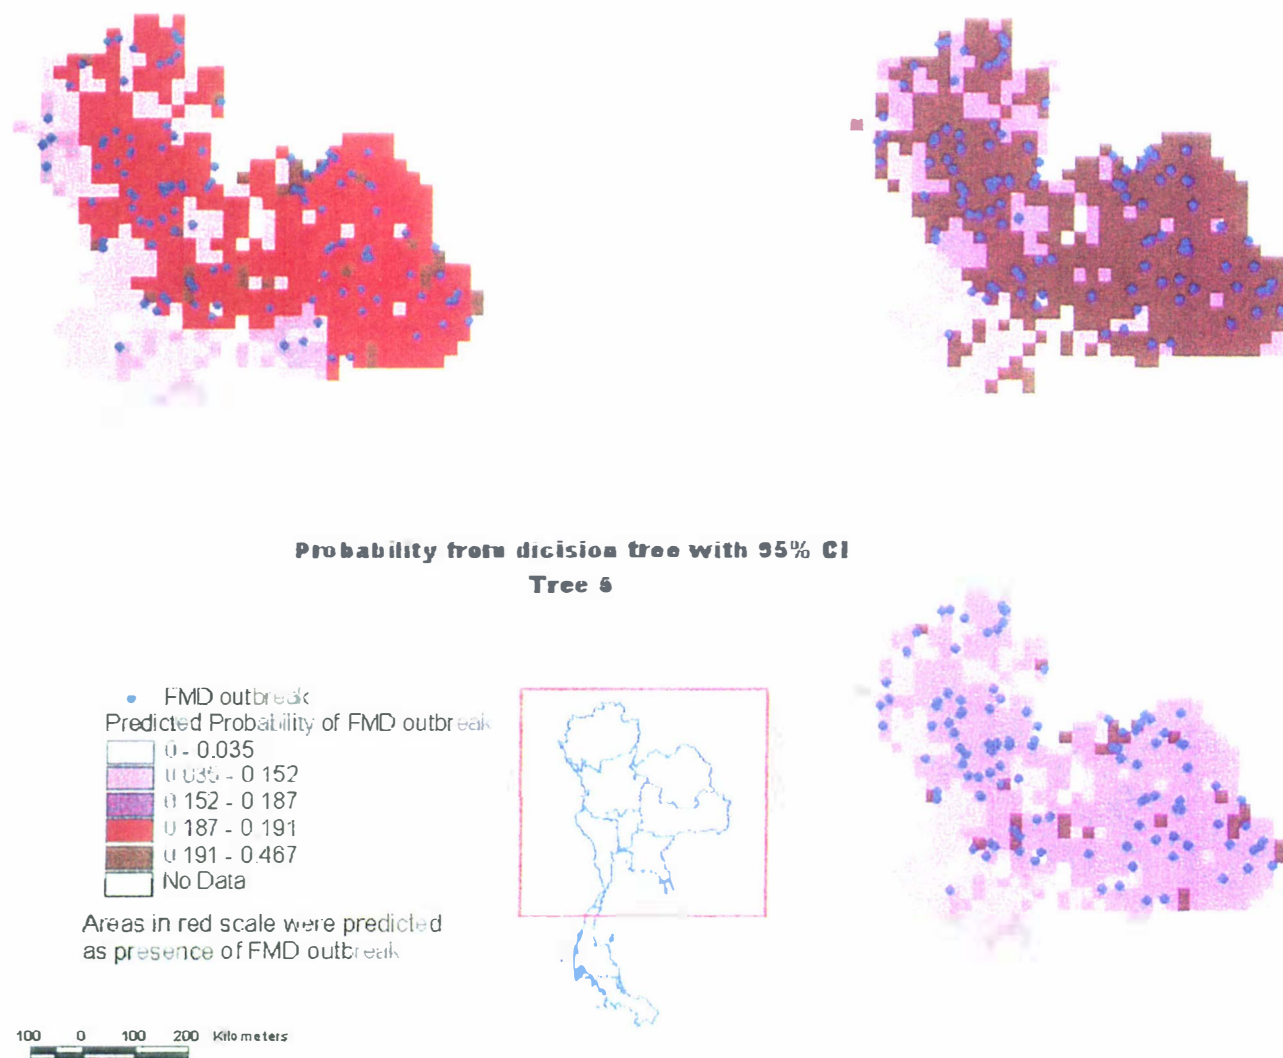 Probability from dicision tree with 95% CI
Tree 5
FMD outbreak
Predicted Probability of FMD outbreak
0 - 0.035
0.035 - 0.152
0 152 - 0 187
0 187 - 0.191
0 191 - 0.467
No Data
Areas in red scale were predicted
as presence of FMD outbreak
100 0 100 200 Kilometers